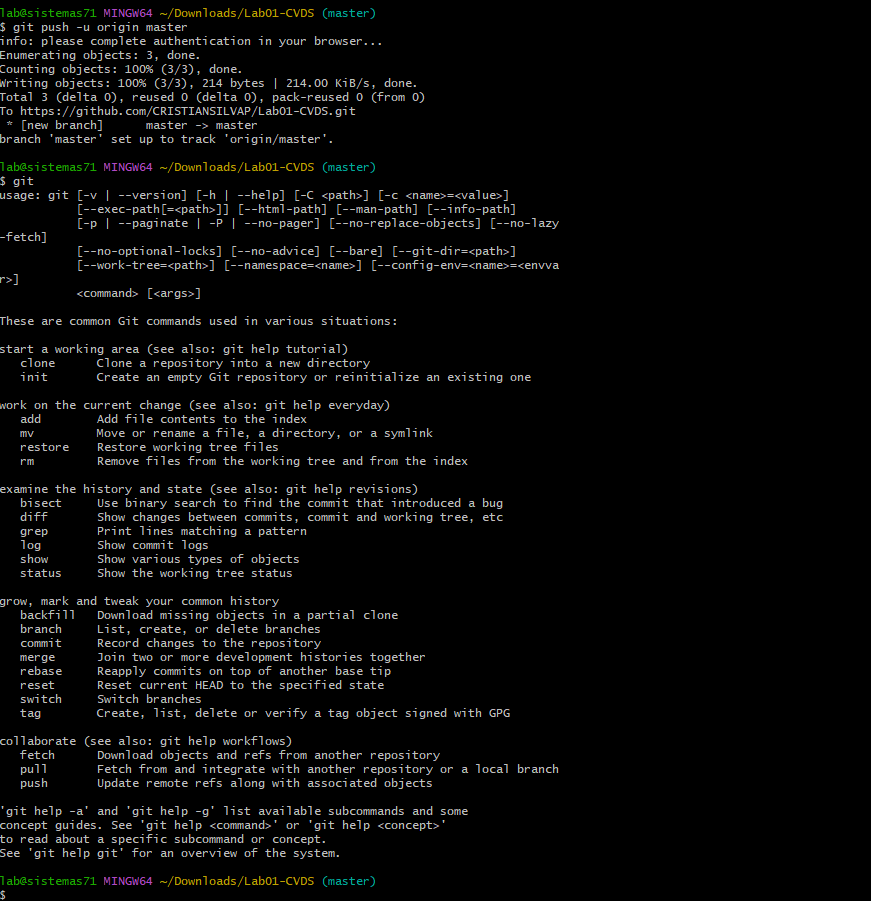 lab@sistemas71 MINGW64 ~/Downloads/Lab01-CVDS (master)
$ git push -u origin master
info: please complete authentication in your browser...
Enumerating objects: 3, done.
Counting objects: 100% (3/3), done.
Writing objects: 100% (3/3), 214 bytes | 214.00 KiB/s, done.
Total 3 (delta 0), reused 0 (delta 0), pack-reused 0 (from 0)
To https://github.com/CRISTIANSILVAP/Lab01-CVDS.git
 * [new branch]      master -> master
branch 'master' set up to track 'origin/master'.

lab@sistemas71 MINGW64 ~/Downloads/Lab01-CVDS (master)
$ git
usage: git [-v | --version] [-h | --help] [-C <path>] [-c <name>=<value>]
           [--exec-path[=<path>]] [--html-path] [--man-path] [--info-path]
           [-p | --paginate | -P | --no-pager] [--no-replace-objects] [--no-lazy
-fetch]
           [--no-optional-locks] [--no-advice] [--bare] [--git-dir=<path>]
           [--work-tree=<path>] [--namespace=<name>] [--config-env=<name>=<envva
r>]
           <command> [<args>]

These are common Git commands used in various situations:

start a working area (see also: git help tutorial)
   clone      Clone a repository into a new directory
   init       Create an empty Git repository or reinitialize an existing one

work on the current change (see also: git help everyday)
   add        Add file contents to the index
   mv         Move or rename a file, a directory, or a symlink
   restore    Restore working tree files
   rm         Remove files from the working tree and from the index

examine the history and state (see also: git help revisions)
   bisect     Use binary search to find the commit that introduced a bug
   diff       Show changes between commits, commit and working tree, etc
   grep       Print lines matching a pattern
   log        Show commit logs
   show       Show various types of objects
   status     Show the working tree status

grow, mark and tweak your common history
   backfill   Download missing objects in a partial clone
   branch     List, create, or delete branches
   commit     Record changes to the repository
   merge      Join two or more development histories together
   rebase     Reapply commits on top of another base tip
   reset      Reset current HEAD to the specified state
   switch     Switch branches
   tag        Create, list, delete or verify a tag object signed with GPG

collaborate (see also: git help workflows)
   fetch      Download objects and refs from another repository
   pull       Fetch from and integrate with another repository or a local branch
   push       Update remote refs along with associated objects

'git help -a' and 'git help -g' list available subcommands and some
concept guides. See 'git help <command>' or 'git help <concept>'
to read about a specific subcommand or concept.
See 'git help git' for an overview of the system.

lab@sistemas71 MINGW64 ~/Downloads/Lab01-CVDS (master)
$